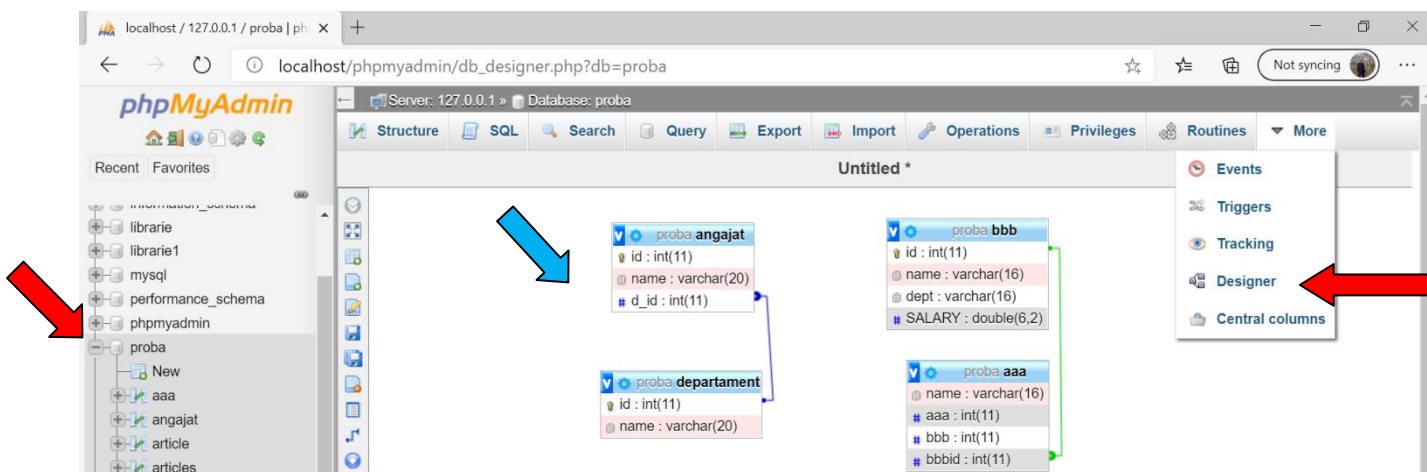 localhost / 127.0.0.1 / proba | ph
localhost/phpmyadmin/db_designer.php?db=proba
Not syncing
phpMyAdmin
Recent Favorites
information_schema
librarie
librarie1
mysql
performance_schema
phpmyadmin
proba
New
aaa
angajat
article
articles
Server: 127.0.0.1 » Database: proba
Structure SQL Search Query Export Import Operations Privileges Routines More
Untitled *
Events
Triggers
Tracking
Designer
Central columns
proba angajat
id : int(11)
name : varchar(20)
d_id : int(11)
proba bbb
id : int(11)
name : varchar(16)
dept : varchar(16)
SALARY : double(6,2)
proba departament
id : int(11)
name : varchar(20)
proba aaa
name : varchar(16)
aaa : int(11)
bbb : int(11)
bbbid : int(11)